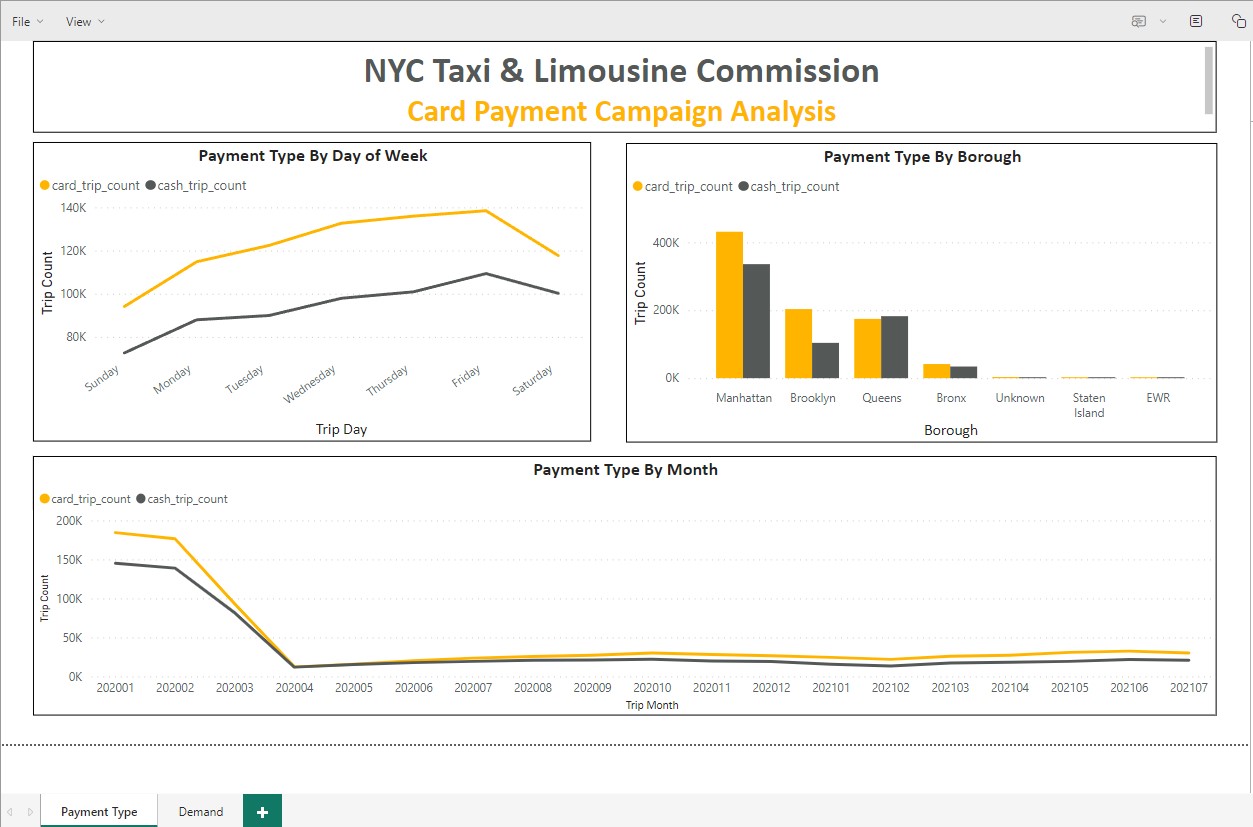 File View
NYC Taxi & Limousine Commission
Card Payment Campaign Analysis
Payment Type By Day of Week
card_trip_count cash_trip_count
140K
120K
100K
80K
Trip Count
Sunday Monday Tuesday Wednesday Thursday Friday Saturday
Trip Day
Payment Type By Borough
card_trip_count cash_trip_count
400K
200K
0K
Trip Count
Manhattan Brooklyn Queens Bronx Unknown Staten Island EWR
Borough
Payment Type By Month
card_trip_count cash_trip_count
200K
150K
100K
50K
0K
Trip Count
202001 202002 202003 202004 202005 202006 202007 202008 202009 202010 202011 202012 202101 202102 202103 202104 202105 202106 202107
Trip Month
Payment Type Demand